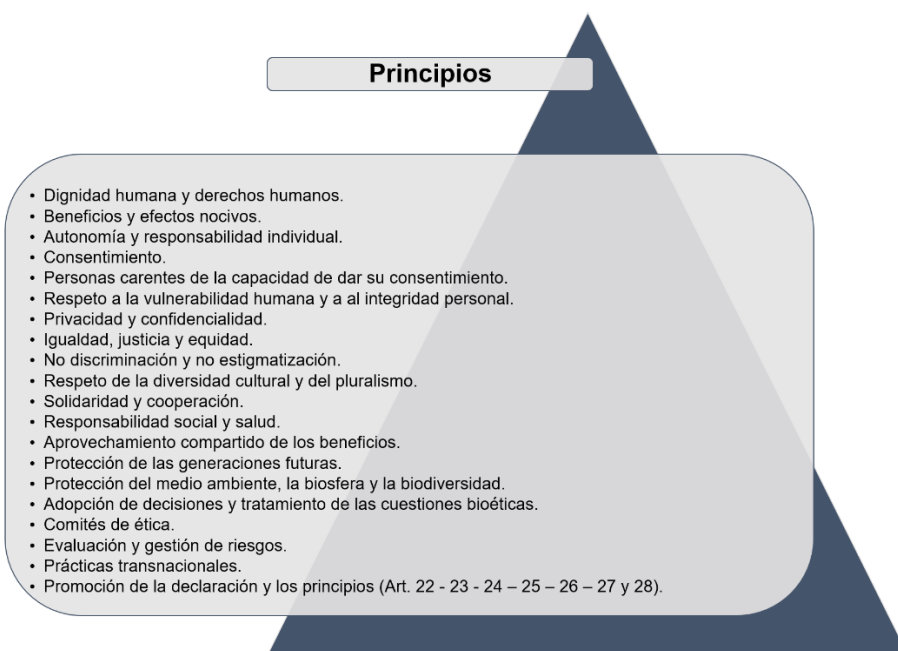 Principios
• Dignidad humana y derechos humanos.
• Beneficios y efectos nocivos.
• Autonomía y responsabilidad individual.
• Consentimiento.
• Personas carentes de la capacidad de dar su consentimiento.
• Respeto a la vulnerabilidad humana y a al integridad personal.
• Privacidad y confidencialidad.
• Igualdad, justicia y equidad.
• No discriminación y no estigmatización.
• Respeto de la diversidad cultural y del pluralismo.
• Solidaridad y cooperación.
• Responsabilidad social y salud.
• Aprovechamiento compartido de los beneficios.
• Protección de las generaciones futuras.
• Protección del medio ambiente, la biosfera y la biodiversidad.
• Adopción de decisiones y tratamiento de las cuestiones bioéticas.
• Comités de ética.
• Evaluación y gestión de riesgos.
• Prácticas transnacionales.
• Promoción de la declaración y los principios (Art. 22 - 23 - 24 – 25 – 26 – 27 y 28).